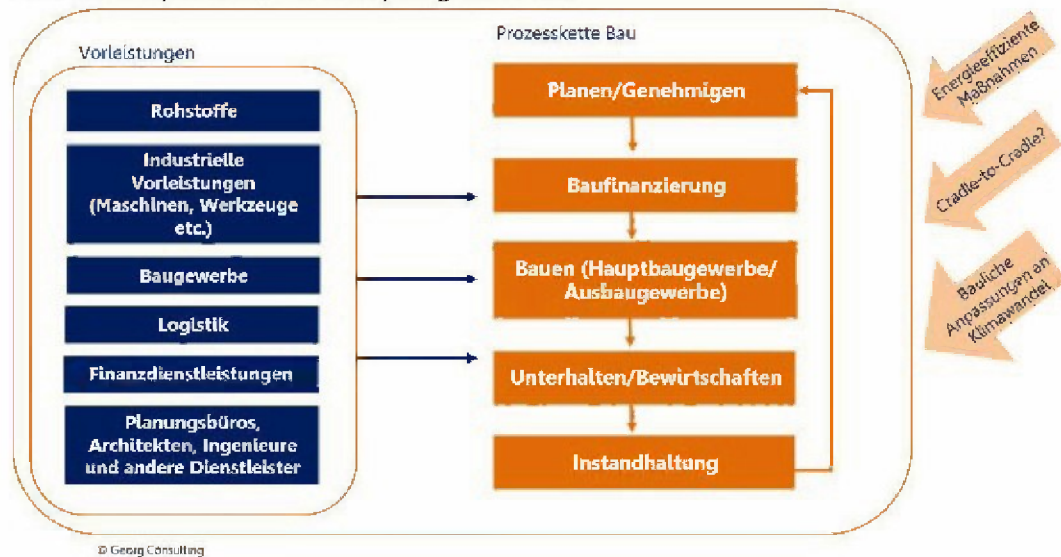 Vorleistungen
Rohstoffe
Industrielle
Vorleistungen
(Maschinen, Werkzeuge
etc.)
Baugewerbe
Logistik
Finanzdienstleistungen
Planungsbüros,
Architekten, Ingenieure
und andere Dienstleister
Prozesskette Bau
Planen/Genehmigen
Baufinanzierung
Bauen (Hauptbaugewerbe/
Ausbaugewerbe)
Unterhalten/Bewirtschaften
Instandhaltung
Energieeffiziente
Maßnahmen
Cradle-to-Cradle?
Bauliche
Anpassungen an
Klimawandel
© Georg Consulting